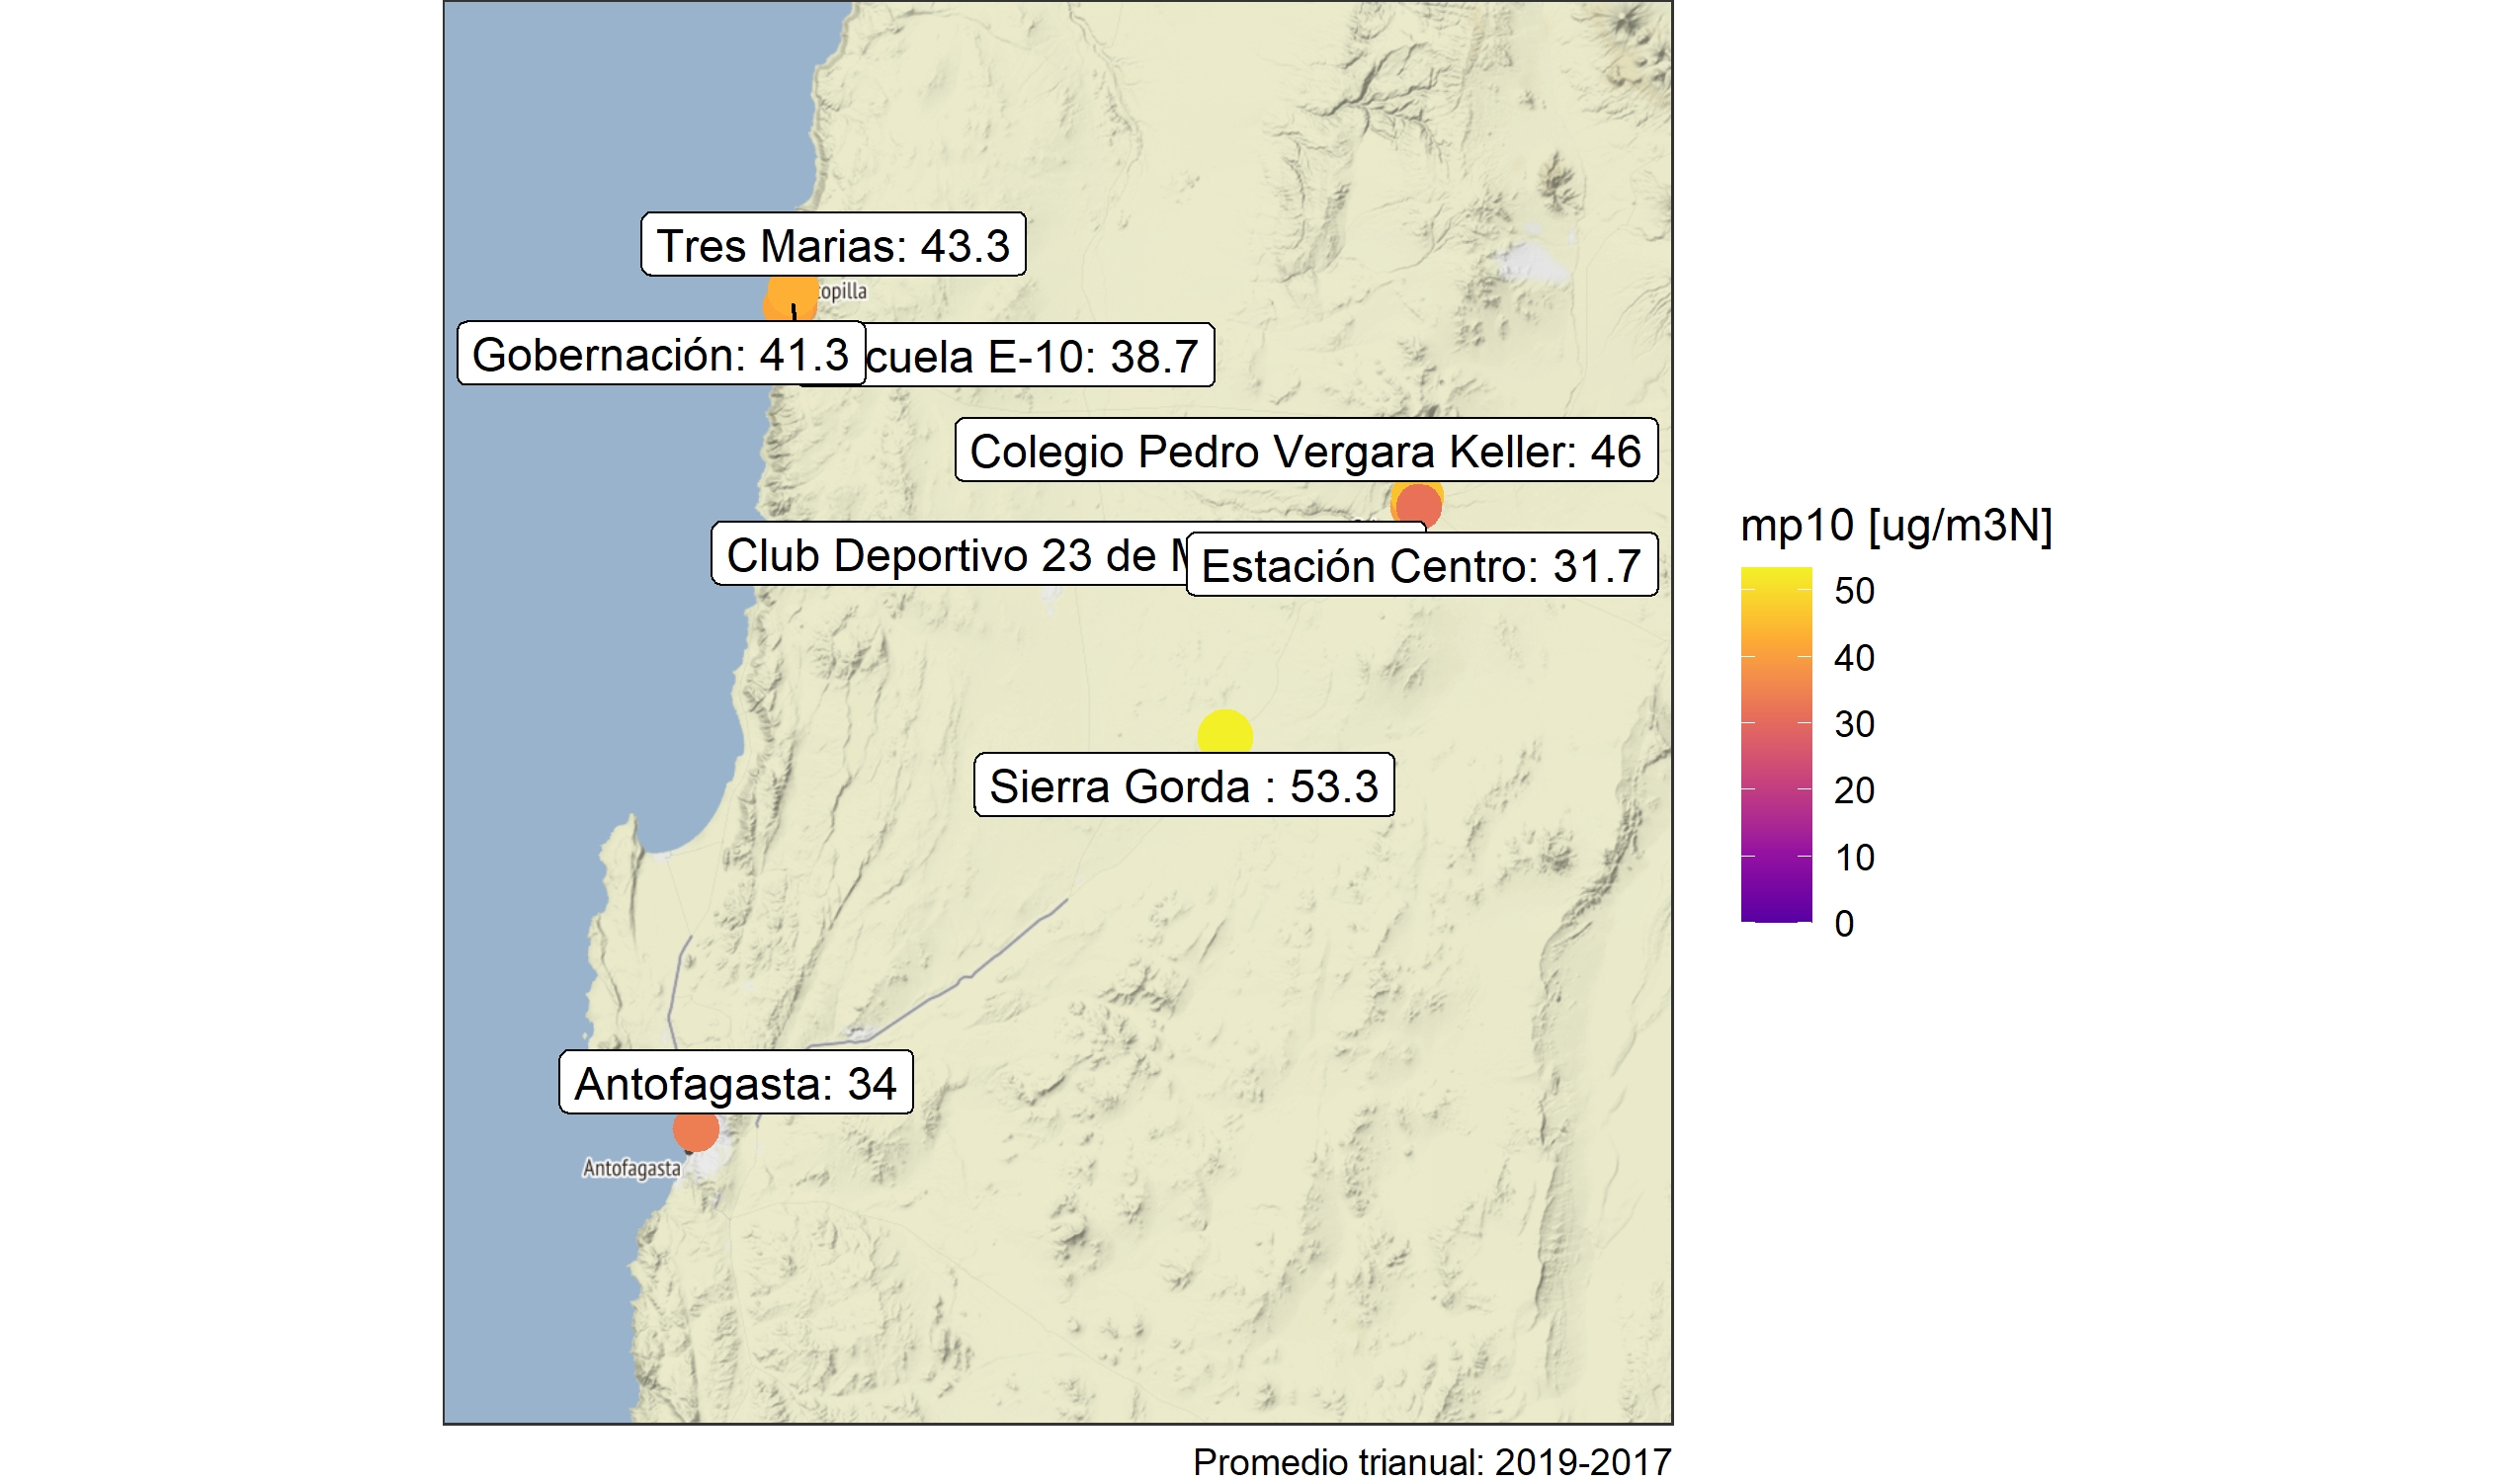 Tres Marias: 43.3
copilla
Gobernación: 41.3
cuela E-10: 38.7
Colegio Pedro Vergara Keller: 46
Club Deportivo 23 de
Estación Centro: 31.7
mp10 [ug/m3N]
50
40
30
20
10
0
Sierra Gorda : 53.3
Antofagasta: 34
Antofagasta
Promedio trianual: 2019-2017